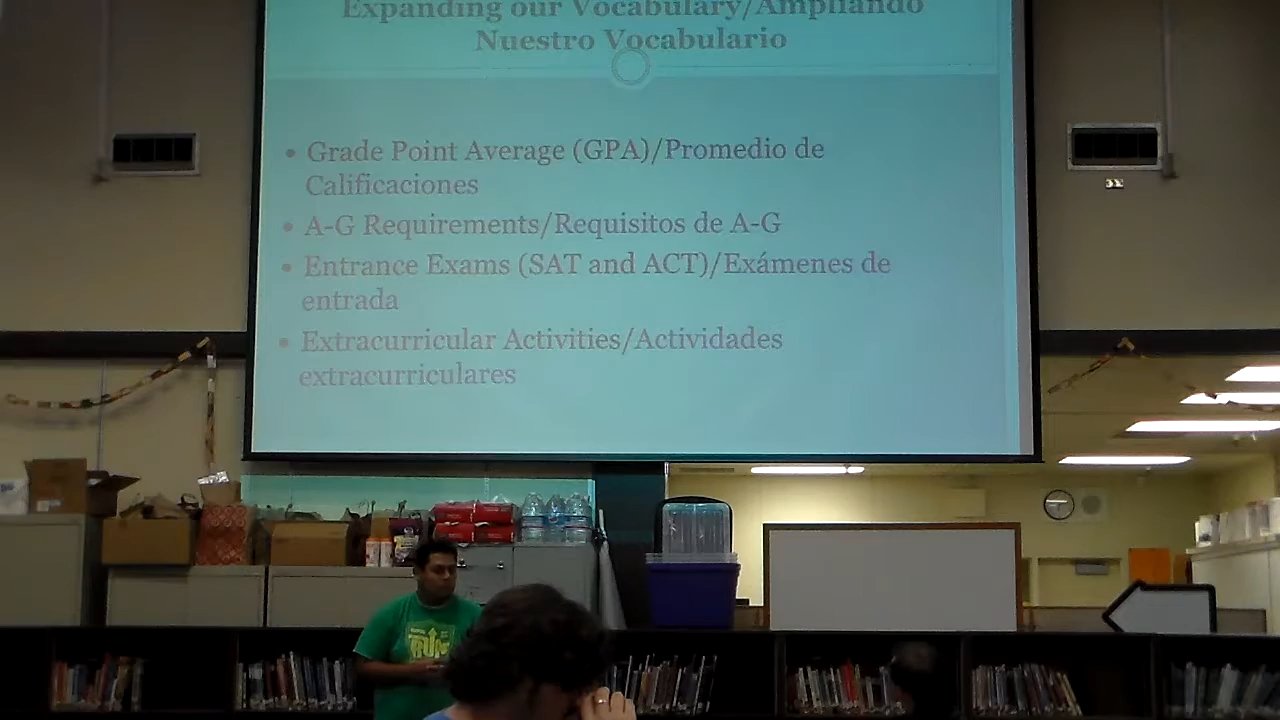 Expanding our Vocabulary/Ampliando
Nuestro Vocabulario
• Grade Point Average (GPA)/Promedio de
Calificaciones
• A-G Requirements/Requisitos de A-G
• Entrance Exams (SAT and ACT)/Exámenes de
entrada
• Extracurricular Activities/Actividades
extracurriculares
RUN